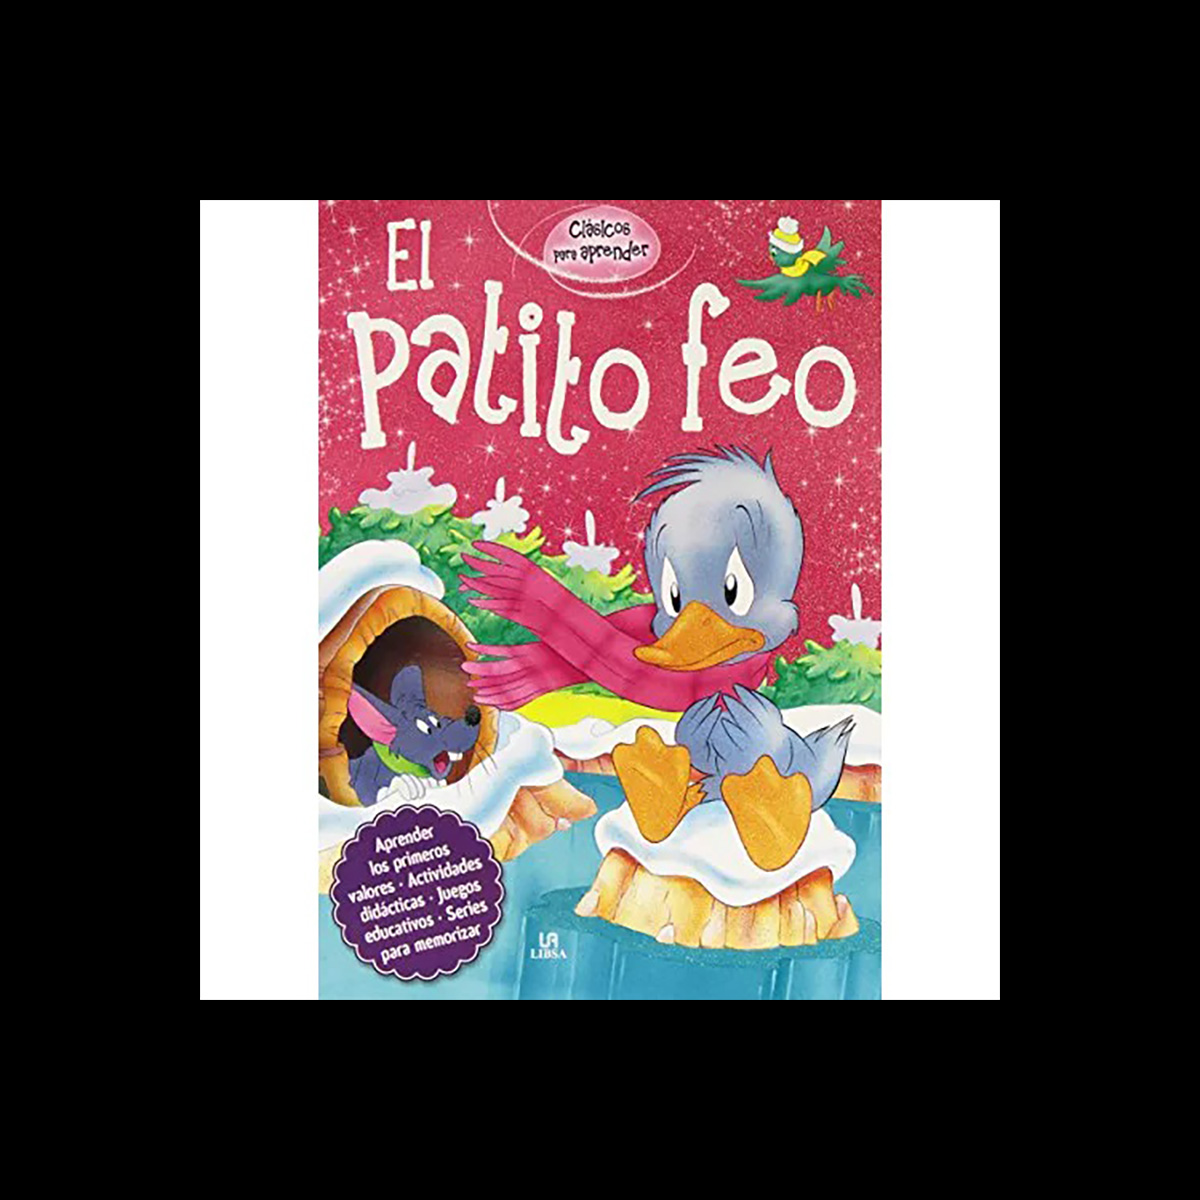 Clásicos
para aprender
El
patito feo
Aprender
los primeros
valores · Actividades
didácticas · Juegos
educativos · Series
para memorizar
LIBSA